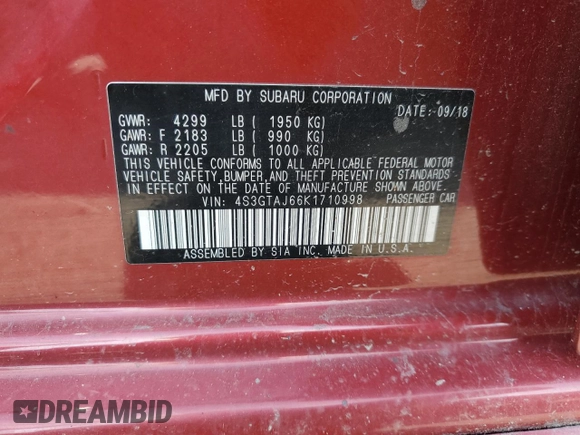 MFD BY SUBARU CORPORATION
DATE: 09/18
GVWR: 4299 LB ( 1950 KG)
GAWR: F 2183 LB ( 990 KG)
GAWR: R 2205 LB ( 1000 KG)
THIS VEHICLE CONFORMS TO ALL APPLICABLE FEDERAL MOTOR
VEHICLE SAFETY, BUMPER, AND THEFT PREVENTION STANDARDS
IN EFFECT ON THE DATE OF MANUFACTURE SHOWN ABOVE.
VIN: 4S3GTAJ66K1710998 PASSENGER CAR
ASSEMBLED BY SIA INC. MADE IN U.S.A.
DREAMBID